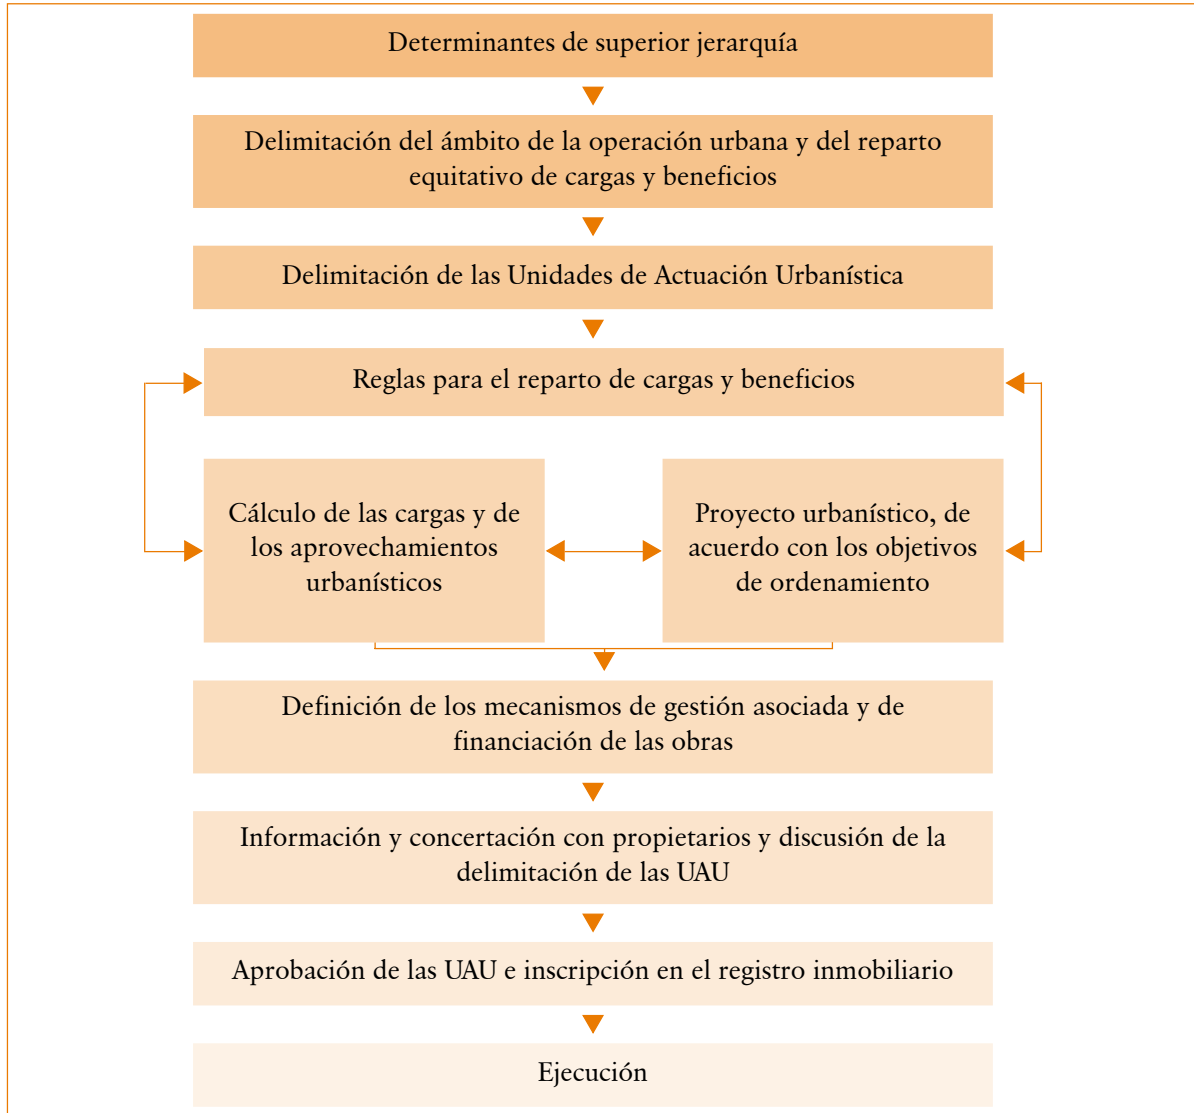 Determinantes de superior jerarquía
Delimitación del ámbito de la operación urbana y del reparto
equitativo de cargas y beneficios
Delimitación de las Unidades de Actuación Urbanística
Reglas para el reparto de cargas y beneficios
Cálculo de las cargas y de
los aprovechamientos
urbanísticos
Proyecto urbanístico, de
acuerdo con los objetivos
de ordenamiento
Definición de los mecanismos de gestión asociada y de
financiación de las obras
Información y concertación con propietarios y discusión de la
delimitación de las UAU
Aprobación de las UAU e inscripción en el registro inmobiliario
Ejecución